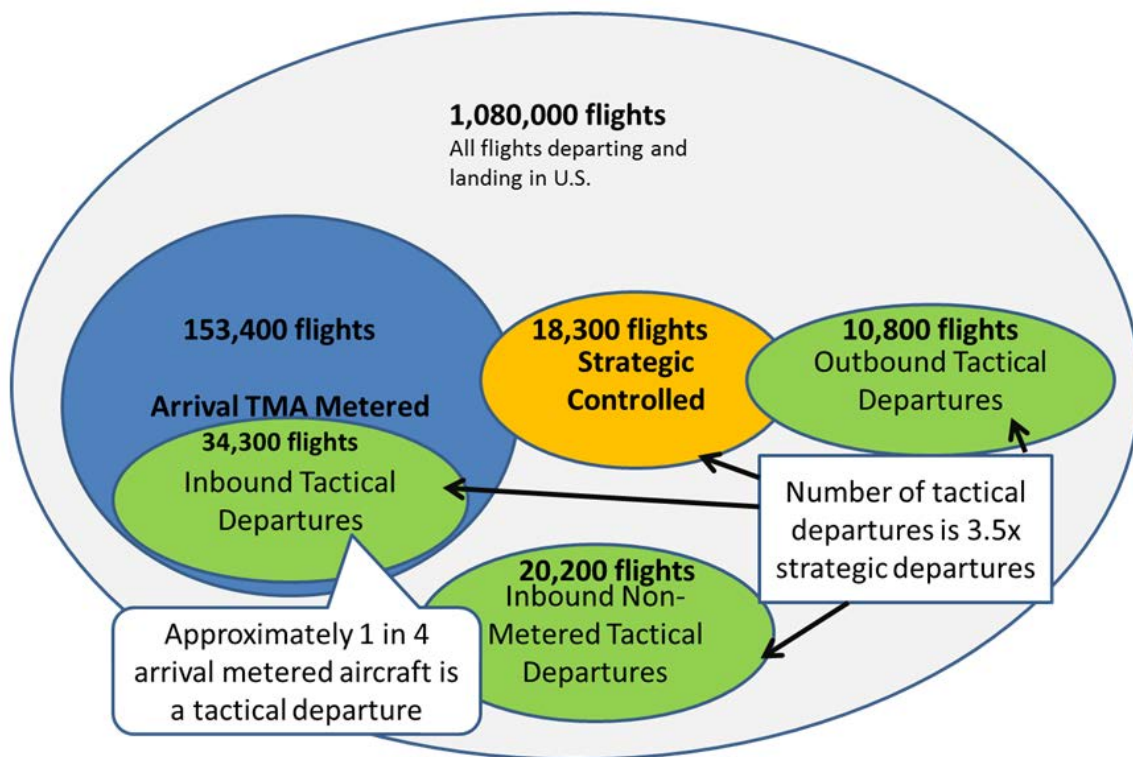 1,080,000 flights
All flights departing and
landing in U.S.
153,400 flights
Arrival TMA Metered
34,300 flights
Inbound Tactical
Departures
18,300 flights
Strategic
Controlled
10,800 flights
Outbound Tactical
Departures
Number of tactical
departures is 3.5x
strategic departures
20,200 flights
Inbound Non-
Metered Tactical
Departures
Approximately 1 in 4
arrival metered aircraft is
a tactical departure